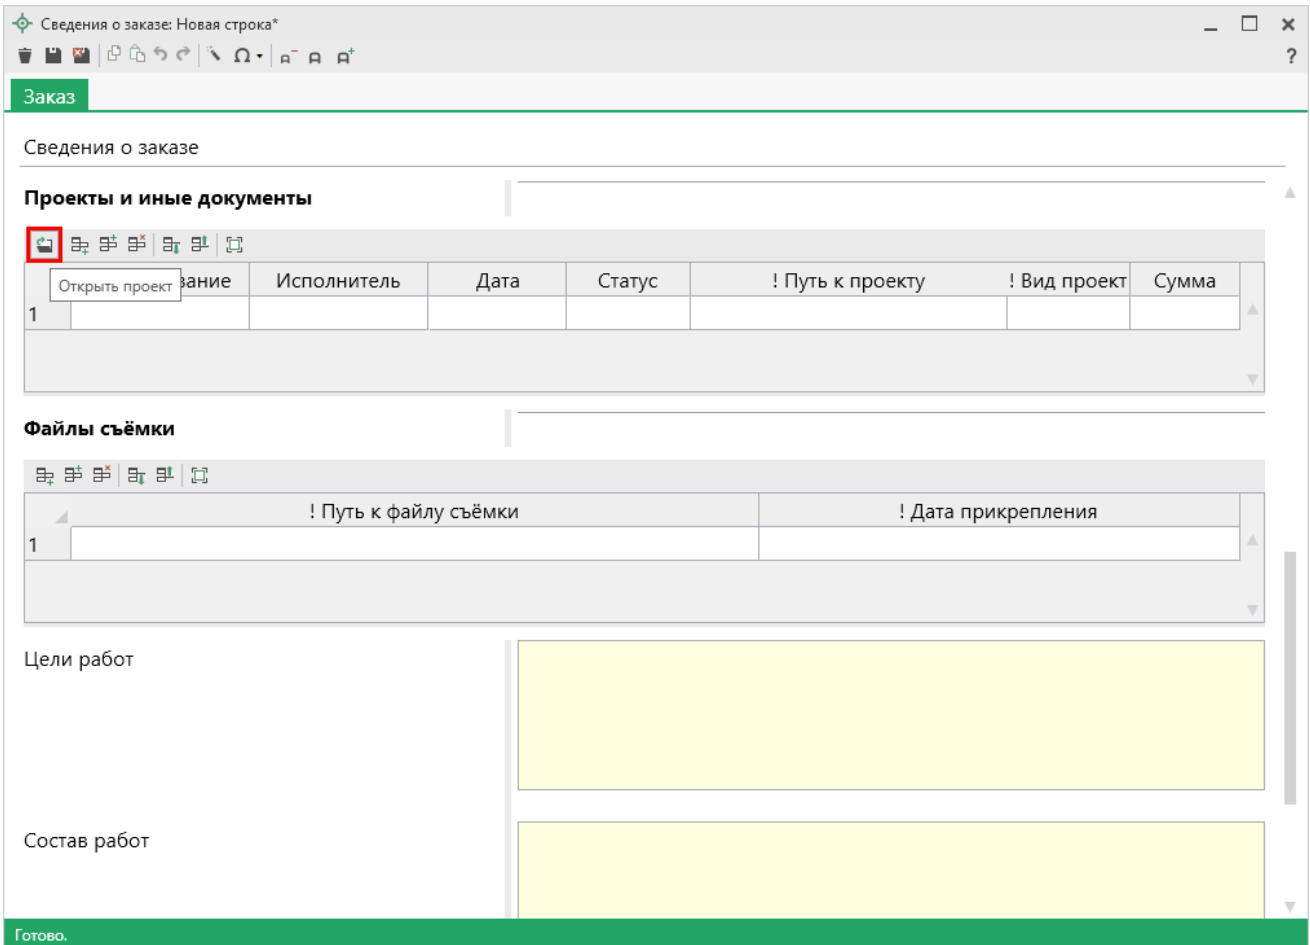 Сведения о заказе: Новая строка*
?
Заказ
Сведения о заказе
Проекты и иные документы
вание Исполнитель Дата Статус ! Путь к проекту ! Вид проект Сумма
Открыть проект
1
Файлы съёмки
! Путь к файлу съёмки ! Дата прикрепления
1
Цели работ
Состав работ
Готово.